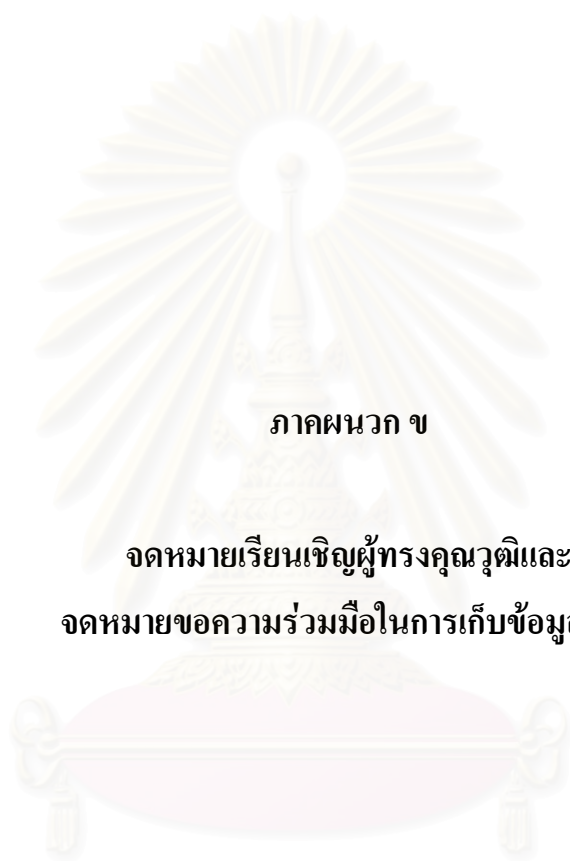 ภาคผนวก ข
จดหมายเรียนเชิญผู้ทรงคุณวุฒิและ
จดหมายขอความร่วมมือในการเก็บข้อมูล